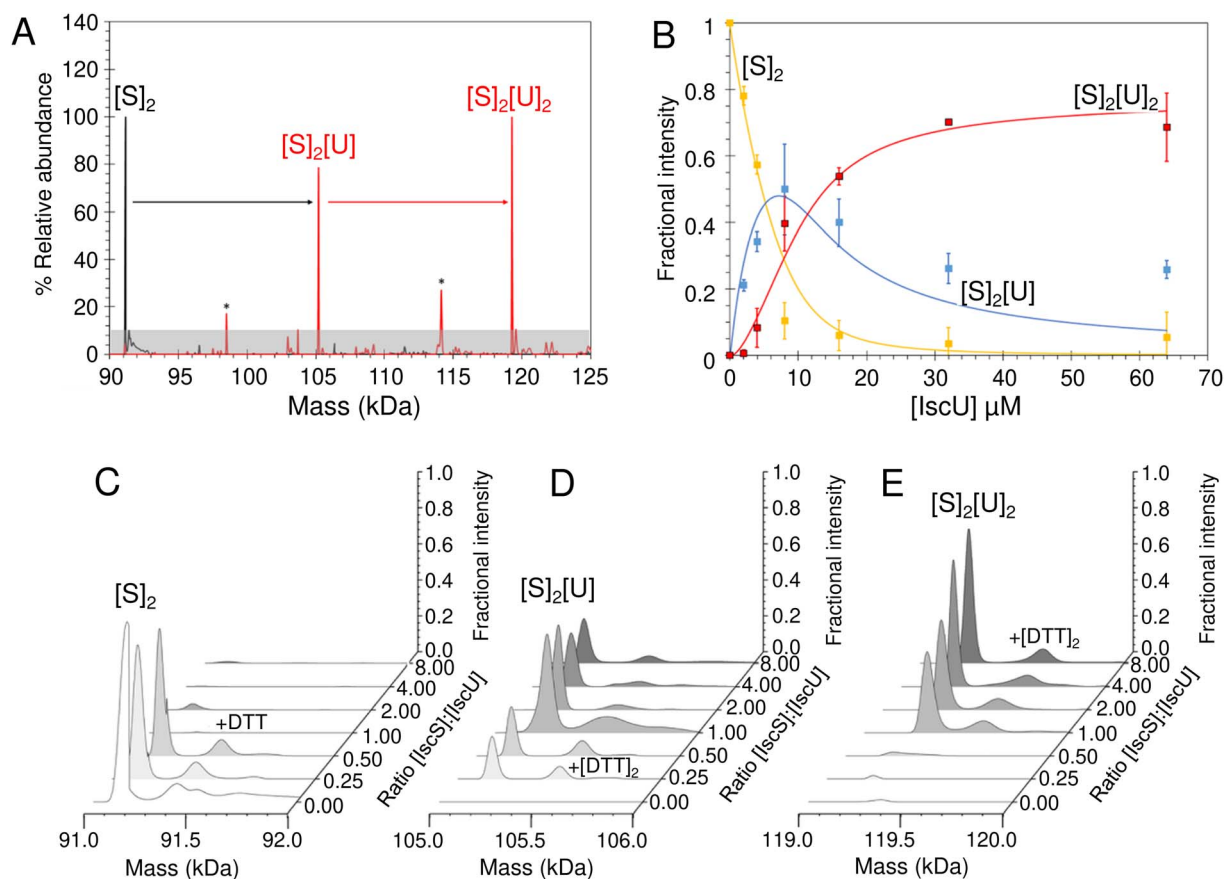 A
140
120
100
80
60
40
20
0
% Relative abundance
[S]2
[S]2[U]
[S]2[U]2
*
*
90 95 100 105 110 115 120 125
Mass (kDa)
B
1
0.8
0.6
0.4
0.2
0
Fractional intensity
[S]2
[S]2[U]2
[S]2[U]
0 10 20 30 40 50 60 70
[IscU] µM
C
[S]2
+DTT
1.0
0.8
0.6
0.4
0.2
0.0
Fractional intensity
8.00
4.00
2.00
1.00
0.50
0.25
0.00
Ratio [IscS]:[IscU]
91.0 91.5 92.0
Mass (kDa)
D
[S]2[U]
+[DTT]2
1.0
0.8
0.6
0.4
0.2
0.0
Fractional intensity
8.00
4.00
2.00
1.00
0.50
0.25
0.00
Ratio [IscS]:[IscU]
105.0 105.5 106.0
Mass (kDa)
E
[S]2[U]2
+[DTT]2
1.0
0.8
0.6
0.4
0.2
0.0
Fractional intensity
8.00
4.00
2.00
1.00
0.50
0.25
0.00
119.0 119.5 120.0
Mass (kDa)